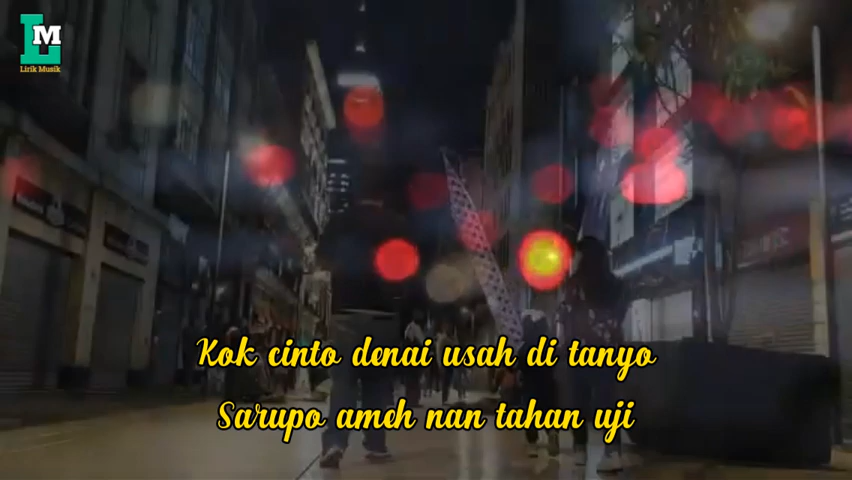 LM
Lirik Musik
Kok cinto denai usah di tanyo
Sarupo ameh nan tahan uji